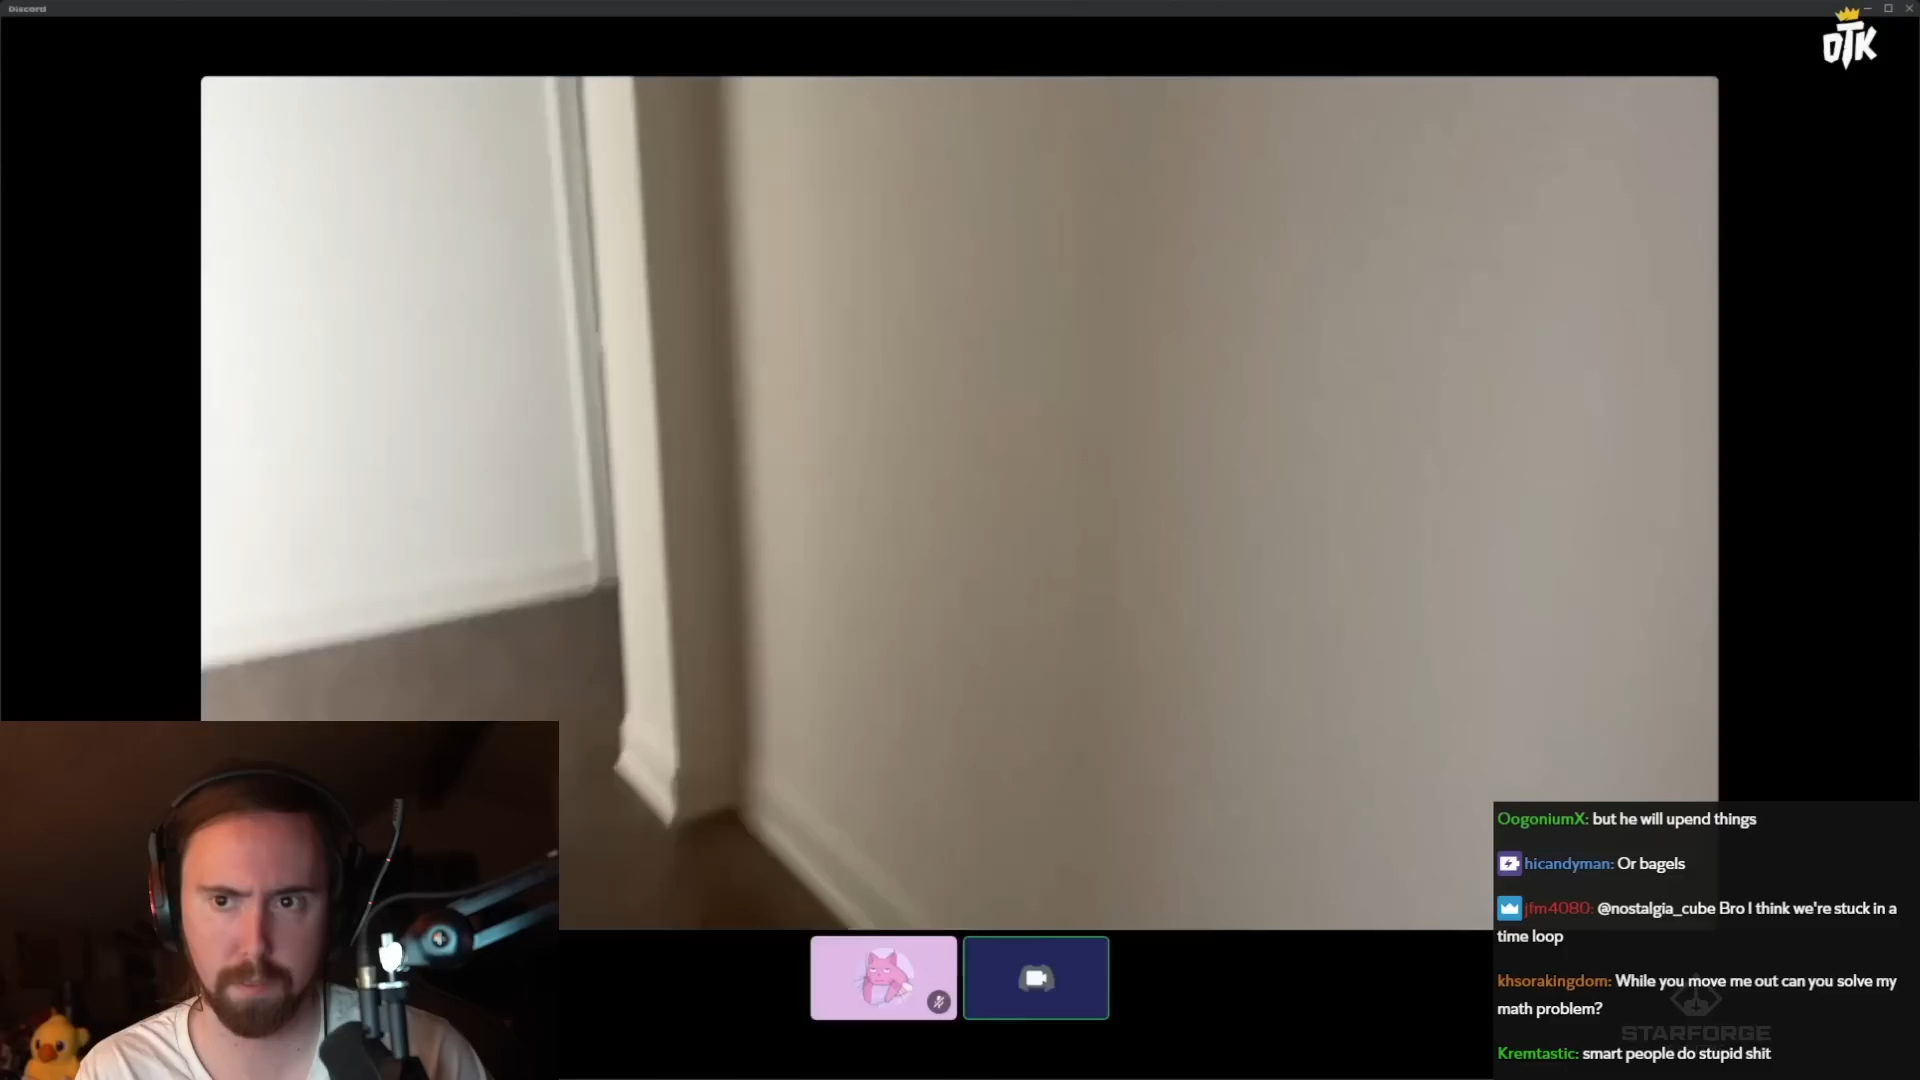 Discord
OTK
OogoniumX: but he will upend things
hicandyman: Or bagels
jfm4080: @nostalgia_cube Bro I think we're stuck in a
time loop
khsorakingdom: While you move me out can you solve my
math problem?
STARFORGE
Kremtastic: smart people do stupid shit